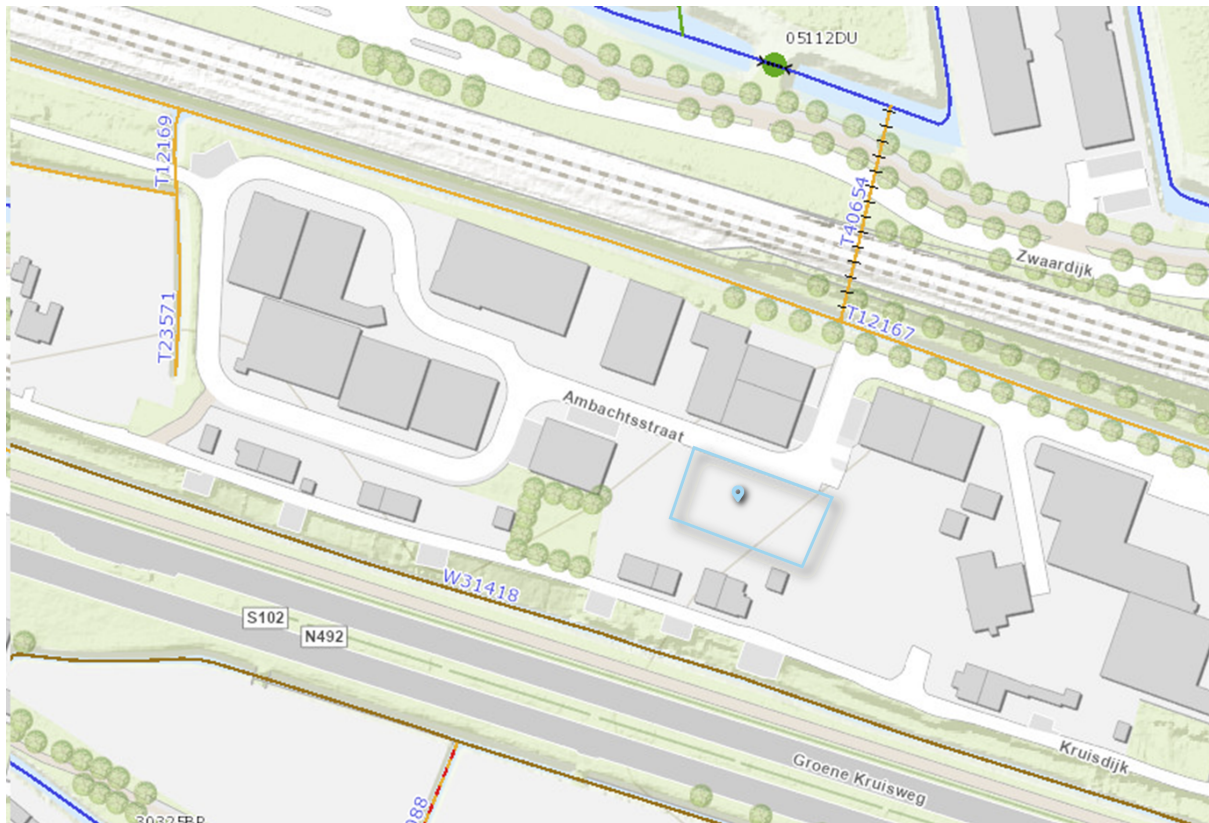 05112DU
T12169
T40654
Zwaardijk
T23571
T12167
Ambachtsstraat
W31418
S102
N492
Groene Kruisweg
Kruisdijk